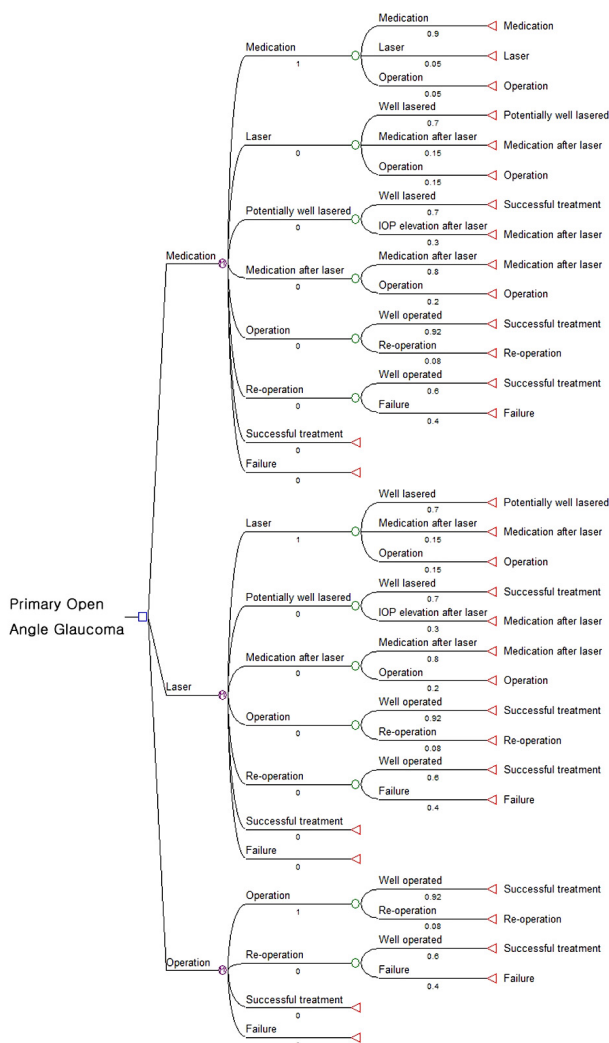 Medication
0.9
Medication
Medication
1
Laser
0.05
Laser
Operation
0.05
Operation
Well lasered
0.7
Potentially well lasered
Laser
0
Medication after laser
0.15
Medication after laser
Operation
0.15
Operation
Well lasered
0.7
Successful treatment
Potentially well lasered
0
IOP elevation after laser
0.3
Medication after laser
Medication
Medication after laser
0.8
Medication after laser
Medication after laser
0
Operation
0.2
Operation
Well operated
0.92
Successful treatment
Operation
0
Re-operation
0.08
Re-operation
Well operated
0.6
Successful treatment
Re-operation
0
Failure
0.4
Failure
Successful treatment
0
Failure
0
Well lasered
0.7
Potentially well lasered
Laser
1
Medication after laser
0.15
Medication after laser
Operation
0.15
Operation
Well lasered
0.7
Successful treatment
Potentially well lasered
0
IOP elevation after laser
0.3
Medication after laser
Primary Open
Angle Glaucoma
Medication after laser
0.8
Medication after laser
Medication after laser
0
Operation
0.2
Operation
Laser
Well operated
0.92
Successful treatment
Operation
0
Re-operation
0.08
Re-operation
Well operated
0.6
Successful treatment
Re-operation
0
Failure
0.4
Failure
Successful treatment
0
Failure
0
Well operated
0.92
Successful treatment
Operation
1
Re-operation
0.08
Re-operation
Well operated
0.6
Successful treatment
Re-operation
0
Failure
0.4
Failure
Operation
Successful treatment
0
Failure